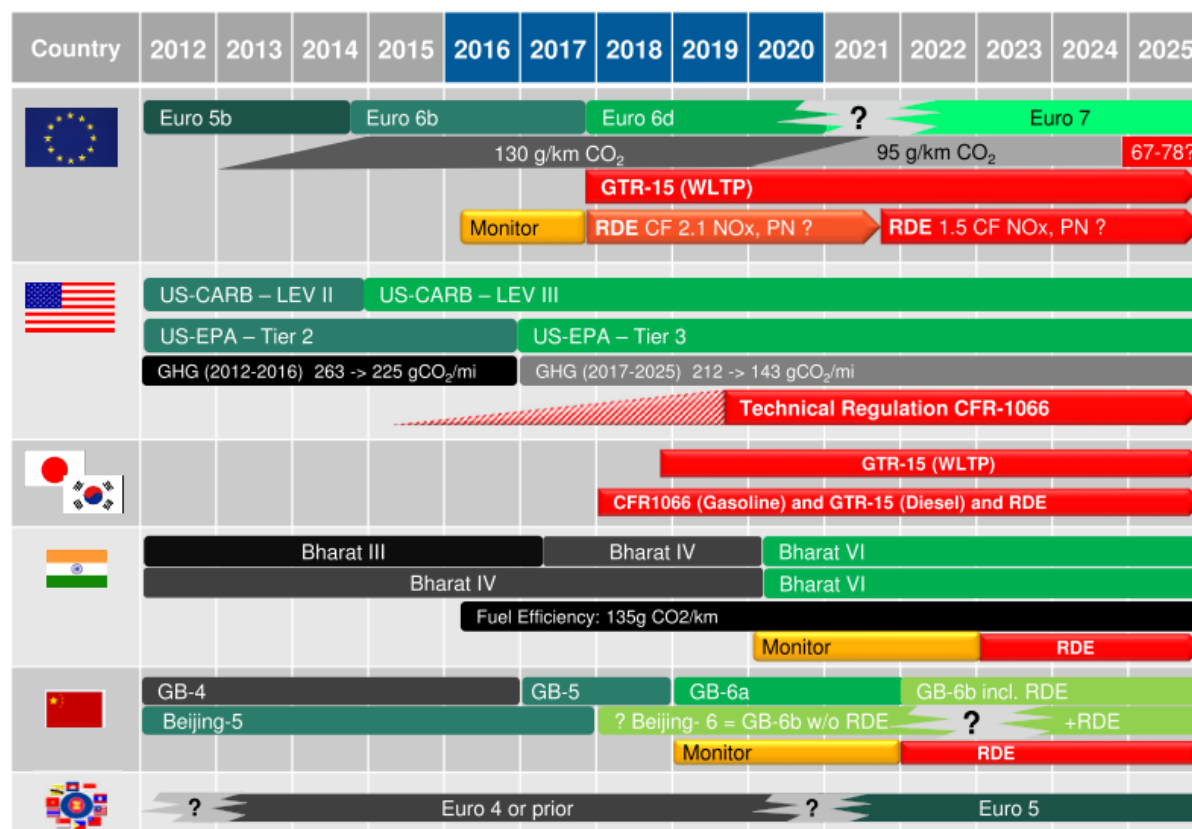 Country 2012 2013 2014 2015 2016 2017 2018 2019 2020 2021 2022 2023 2024 2025
Euro 5b Euro 6b Euro 6d ? Euro 7
130 g/km CO₂ 95 g/km CO₂ 67-78?
GTR-15 (WLTP)
Monitor RDE CF 2.1 NOx, PN ? RDE 1.5 CF NOx, PN ?
US-CARB – LEV II US-CARB – LEV III
US-EPA – Tier 2 US-EPA – Tier 3
GHG (2012-2016) 263 -> 225 gCO₂/mi GHG (2017-2025) 212 -> 143 gCO₂/mi
Technical Regulation CFR-1066
GTR-15 (WLTP)
CFR1066 (Gasoline) and GTR-15 (Diesel) and RDE
Bharat III Bharat IV Bharat VI
Bharat IV Bharat VI
Fuel Efficiency: 135g CO2/km
Monitor RDE
GB-4 GB-5 GB-6a GB-6b incl. RDE
Beijing-5 ? Beijing- 6 = GB-6b w/o RDE ? +RDE
Monitor RDE
? Euro 4 or prior ? Euro 5